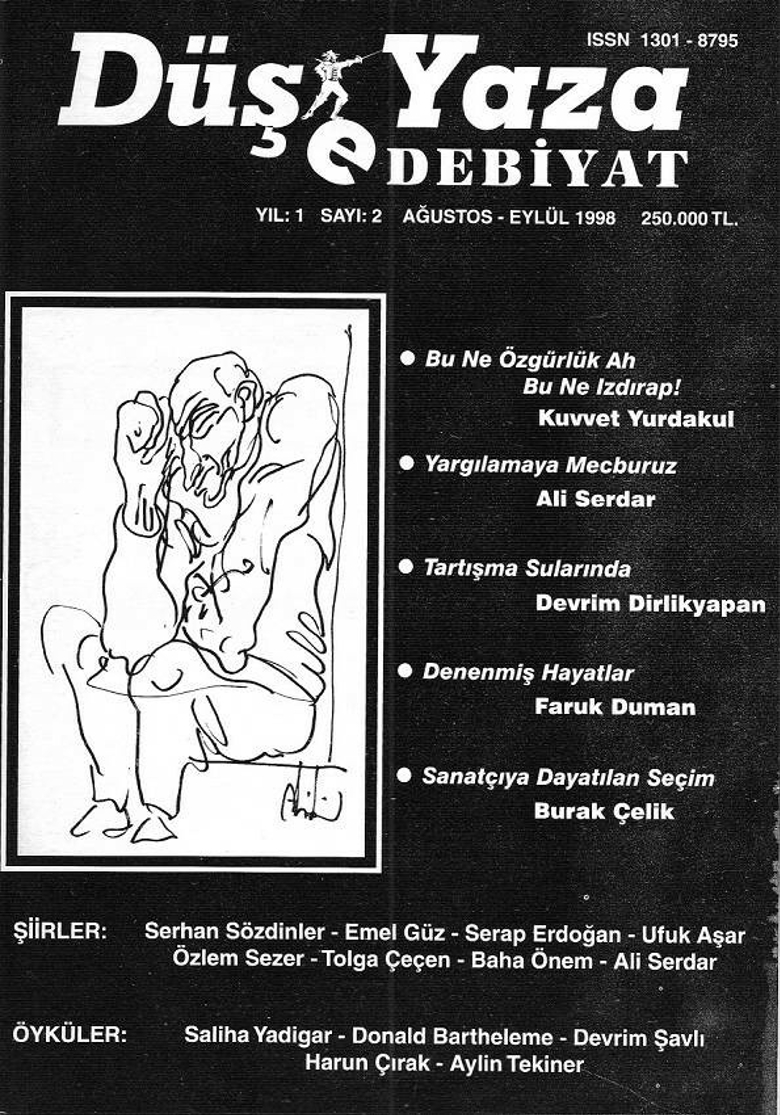 ISSN 1301 - 8795
Düşe Yaza
EDEBİYAT
YIL: 1 SAYI: 2 AĞUSTOS - EYLÜL 1998 250.000 TL.
● Bu Ne Özgürlük Ah
Bu Ne Izdırap!
Kuvvet Yurdakul
● Yargılamaya Mecburuz
Ali Serdar
● Tartışma Sularında
Devrim Dirlikyapan
● Denenmiş Hayatlar
Faruk Duman
● Sanatçıya Dayatılan Seçim
Burak Çelik
ŞİİRLER: Serhan Sözdinler - Emel Güz - Serap Erdoğan - Ufuk Aşar
Özlem Sezer - Tolga Çeçen - Baha Önem - Ali Serdar
ÖYKÜLER: Saliha Yadigar - Donald Bartheleme - Devrim Şavlı
Harun Çırak - Aylin Tekiner